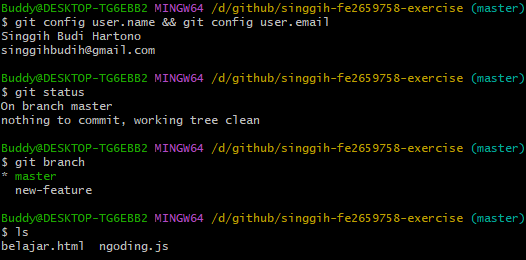 Buddy@DESKTOP-TG6EBB2 MINGW64 /d/github/singgih-fe2659758-exercise (master)
$ git config user.name && git config user.email
Singgih Budi Hartono
singgihbudih@gmail.com
Buddy@DESKTOP-TG6EBB2 MINGW64 /d/github/singgih-fe2659758-exercise (master)
$ git status
On branch master
nothing to commit, working tree clean
Buddy@DESKTOP-TG6EBB2 MINGW64 /d/github/singgih-fe2659758-exercise (master)
$ git branch
* master
  new-feature
Buddy@DESKTOP-TG6EBB2 MINGW64 /d/github/singgih-fe2659758-exercise (master)
$ ls
belajar.html  ngoding.js